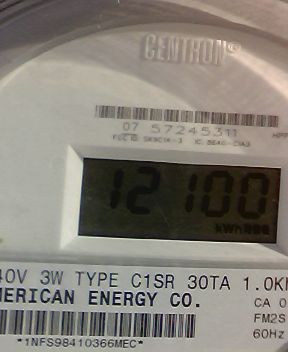 CENTRON®
07 57245311
12100
kWh
40V 3W TYPE C1SR 30TA 1.0K
MERICAN ENERGY CO.
CA 0
FM2S
60Hz
*1NFS98410366MEC*